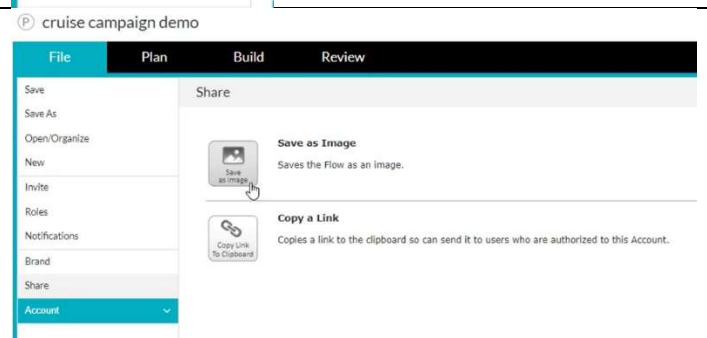 P cruise campaign demo
File Plan Build Review
Save
Save As
Open/Organize
New
Invite
Roles
Notifications
Brand
Share
Account
Share
Save
as Image
Save as Image
Saves the Flow as an image.
Copy Link
To Clipboard
Copy a Link
Copies a link to the clipboard so can send it to users who are authorized to this Account.